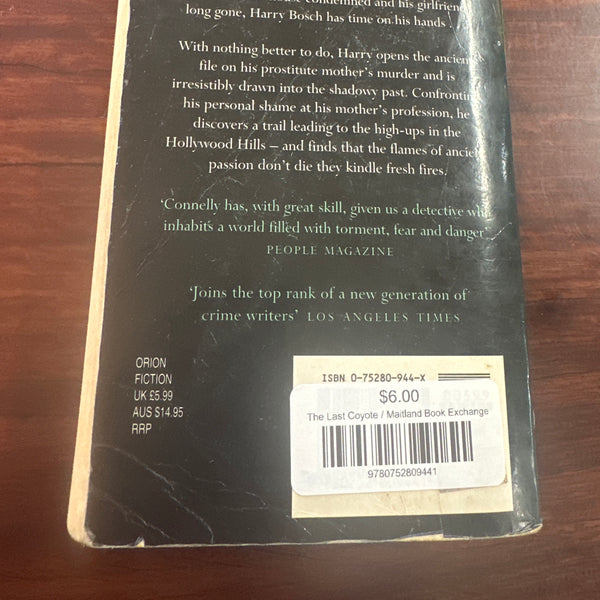 condemned and his girlfriend
long gone, Harry Bosch has time on his hands
With nothing better to do, Harry opens the ancient
file on his prostitute mother's murder and is
irresistibly drawn into the shadowy past. Confronting
his personal shame at his mother's profession, he
discovers a trail leading to the high-ups in the
Hollywood Hills – and finds that the flames of ancient
passion don't die they kindle fresh fires.
'Connelly has, with great skill, given us a detective who
inhabits a world filled with torment, fear and danger'
PEOPLE MAGAZINE
'Joins the top rank of a new generation of
crime writers' LOS ANGELES TIMES
ORION
FICTION
UK £5.99
AUS $14.95
RRP
ISBN 0-75280-944-X
$6.00
The Last Coyote / Maitland Book Exchange
9780752809441